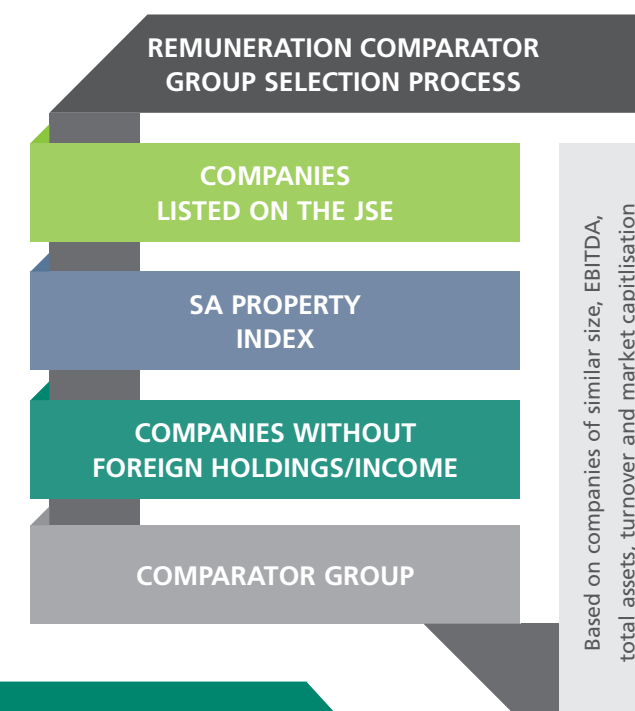 REMUNERATION COMPARATOR
GROUP SELECTION PROCESS
COMPANIES
LISTED ON THE JSE
SA PROPERTY
INDEX
COMPANIES WITHOUT
FOREIGN HOLDINGS/INCOME
COMPARATOR GROUP
Based on companies of similar size, EBITDA,
total assets, turnover and market capitlisation